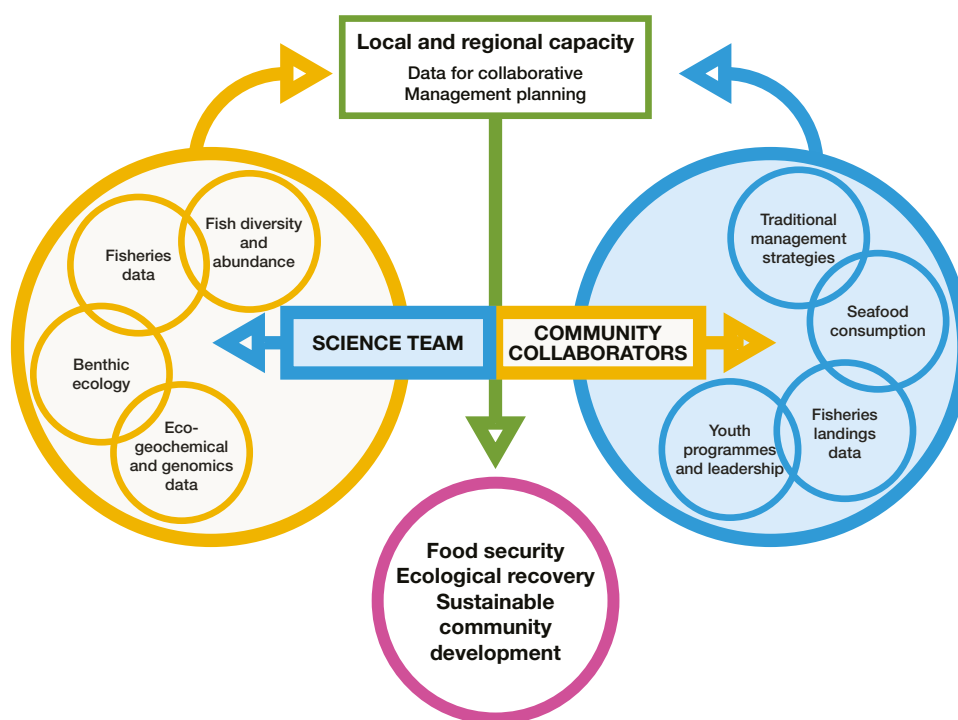 Local and regional capacity
Data for collaborative
Management planning
Fish diversity
and
abundance
Fisheries
data
Benthic
ecology
Eco-
geochemical
and genomics
data
SCIENCE TEAM
COMMUNITY
COLLABORATORS
Traditional
management
strategies
Seafood
consumption
Fisheries
landings
data
Youth
programmes
and leadership
Food security
Ecological recovery
Sustainable
community
development